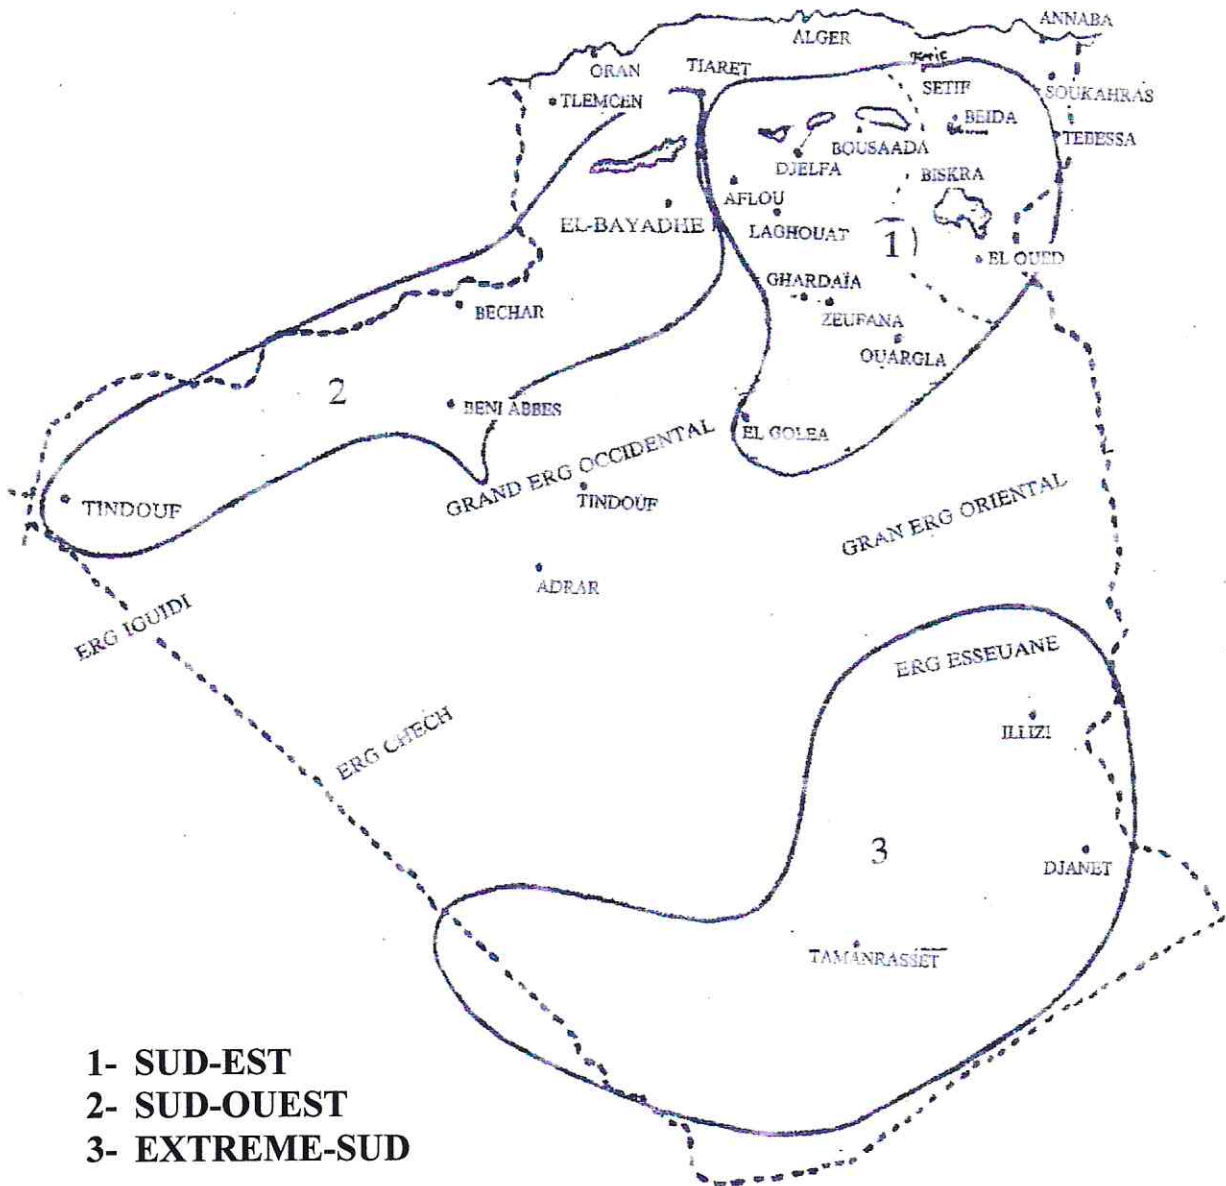 ANNABA
ALGER
ORAN
TIARET
SETIF
SOUKAHRAS
TLEMCEN
BEIDA
TEBESSA
BOUSAADA
DJELFA
BISKRA
AFLOU
EL-BAYADHE
LAGHOUAT
1)
EL OUED
GHARDAÏA
BECHAR
ZEUFANA
OUARGLA
2
BENI ABBES
EL GOLEA
GRAND ERG OCCIDENTAL
TINDOUF
TINDOUF
GRAN ERG ORIENTAL
ADRAR
ERG IGUIDI
ERG ESSEUANE
ILLIZI
ERG CHECH
3
DJANET
TAMANRASSET
1- SUD-EST
2- SUD-OUEST
3- EXTREME-SUD